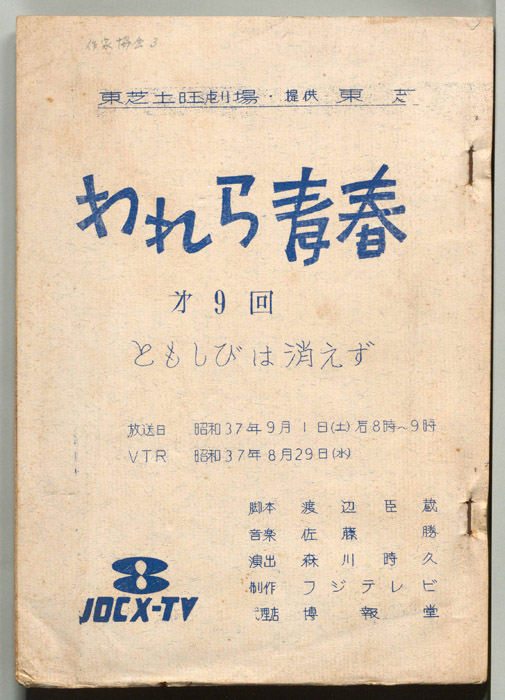 作家協会3
東芝土旺劇場・提供 東芝
われら青春
才9回
ともしびは消えず
放送日 昭和37年9月1日(土)后8時〜9時
VTR 昭和37年8月29日(水)
脚本 渡辺臣蔵
音楽 佐藤勝
演出 森川時久
制作 フジテレビ
代理店 博報堂
8
JOCX-TV